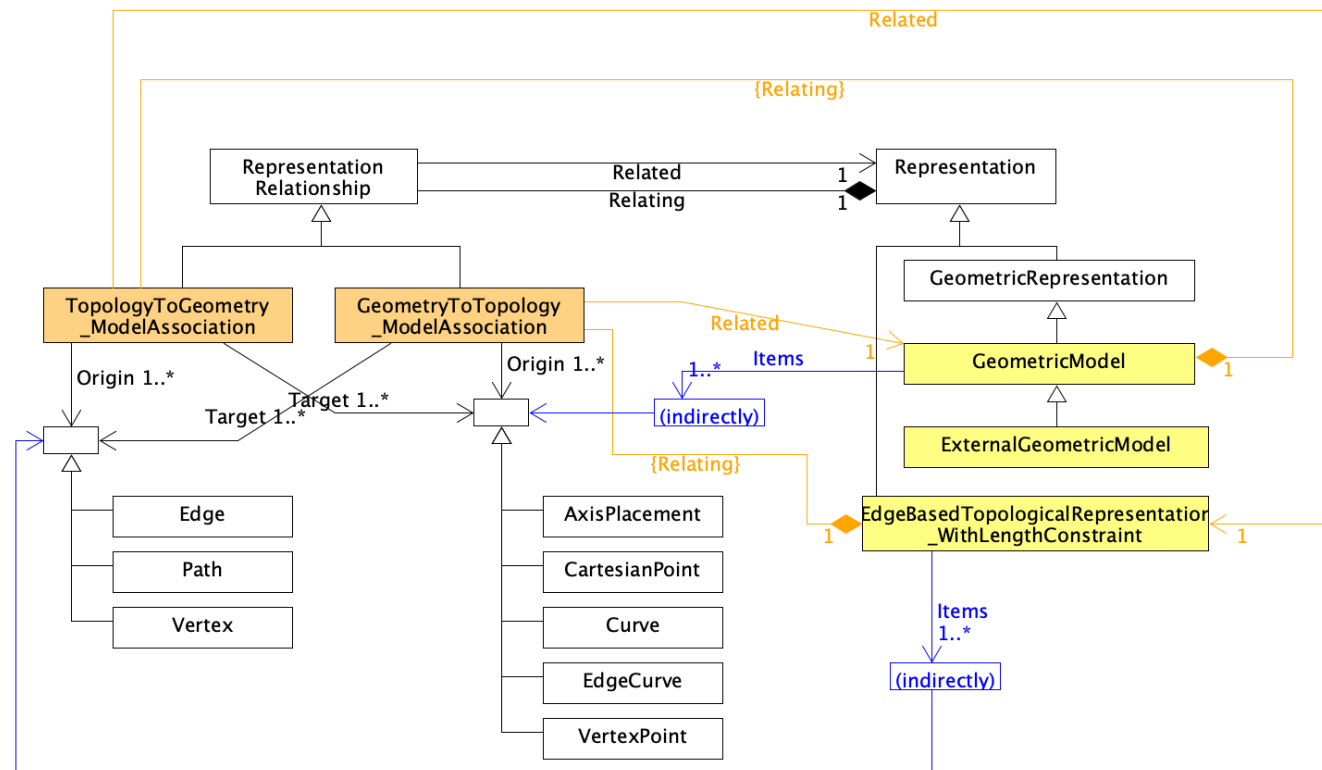 Related
{Relating}
Representation
Relationship
Related
1
Relating
1
Representation
GeometricRepresentation
TopologyToGeometry
_ModelAssociation
GeometryToTopology
_ModelAssociation
Related
1
GeometricModel
1
Items
1..*
(indirectly)
Origin 1..*
Origin 1..*
Target 1..*
Target 1..*
ExternalGeometricModel
{Relating}
1
EdgeBasedTopologicalRepresentation
_WithLengthConstraint
1
Edge
Path
Vertex
AxisPlacement
CartesianPoint
Curve
EdgeCurve
VertexPoint
Items
1..*
(indirectly)